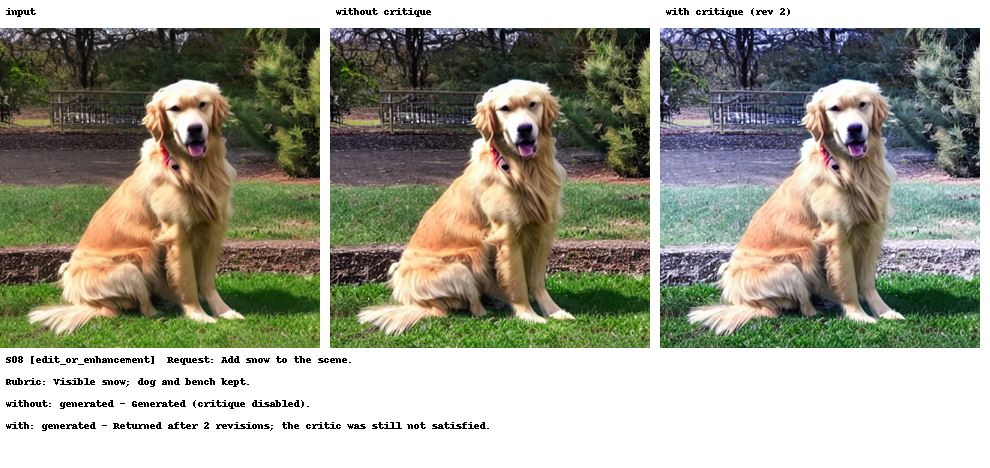 input
without critique
with critique (rev 2)
S08 [edit_or_enhancement]  Request: Add snow to the scene.
Rubric: Visible snow; dog and bench kept.
without: generated - Generated (critique disabled).
with: generated - Returned after 2 revisions; the critic was still not satisfied.